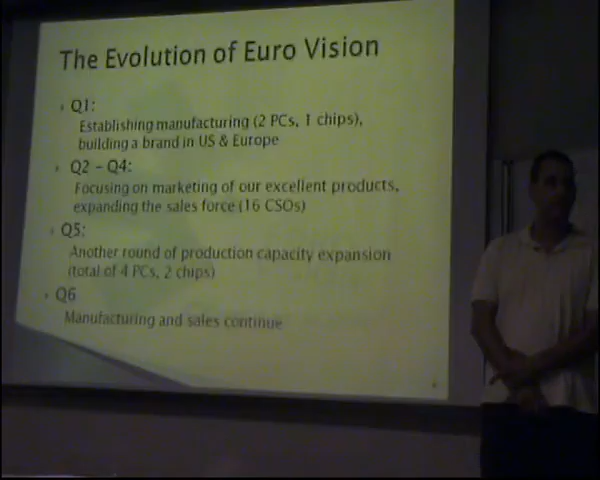 The Evolution of Euro Vision
Q1:
Establishing manufacturing (2 PCs, 1 chips),
building a brand in US & Europe
Q2 – Q4:
Focusing on marketing of our excellent products,
expanding the sales force (16 CSOs)
Q5:
Another round of production capacity expansion
(total of 4 PCs, 2 chips)
Q6
Manufacturing and sales continue